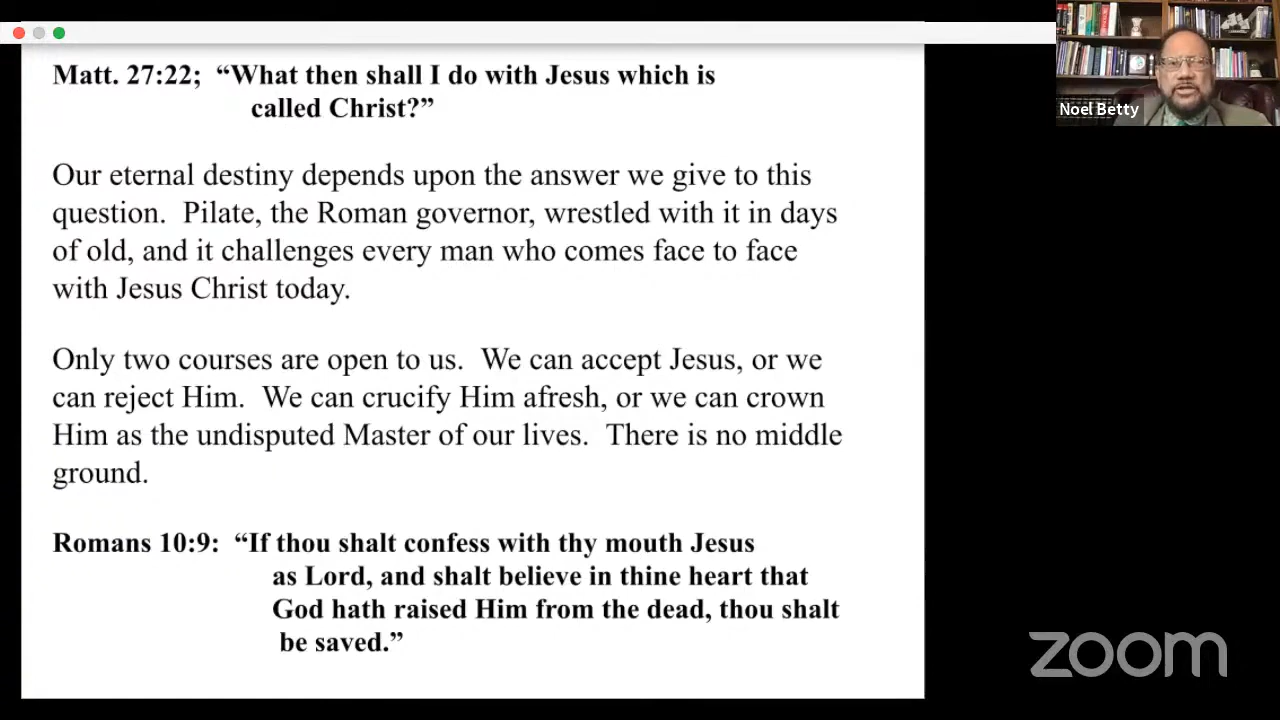 Matt. 27:22; “What then shall I do with Jesus which is
called Christ?”
Our eternal destiny depends upon the answer we give to this
question. Pilate, the Roman governor, wrestled with it in days
of old, and it challenges every man who comes face to face
with Jesus Christ today.
Only two courses are open to us. We can accept Jesus, or we
can reject Him. We can crucify Him afresh, or we can crown
Him as the undisputed Master of our lives. There is no middle
ground.
Romans 10:9: “If thou shalt confess with thy mouth Jesus
as Lord, and shalt believe in thine heart that
God hath raised Him from the dead, thou shalt
be saved.”
Noel Betty
zoom